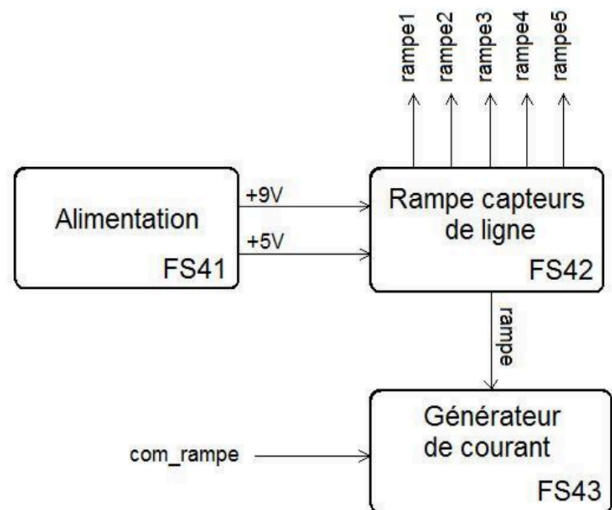 rampe1
rampe2
rampe3
rampe4
rampe5
Alimentation
FS41
+9V
+5V
Rampe capteurs
de ligne
FS42
rampe
com_rampe
Générateur
de courant
FS43